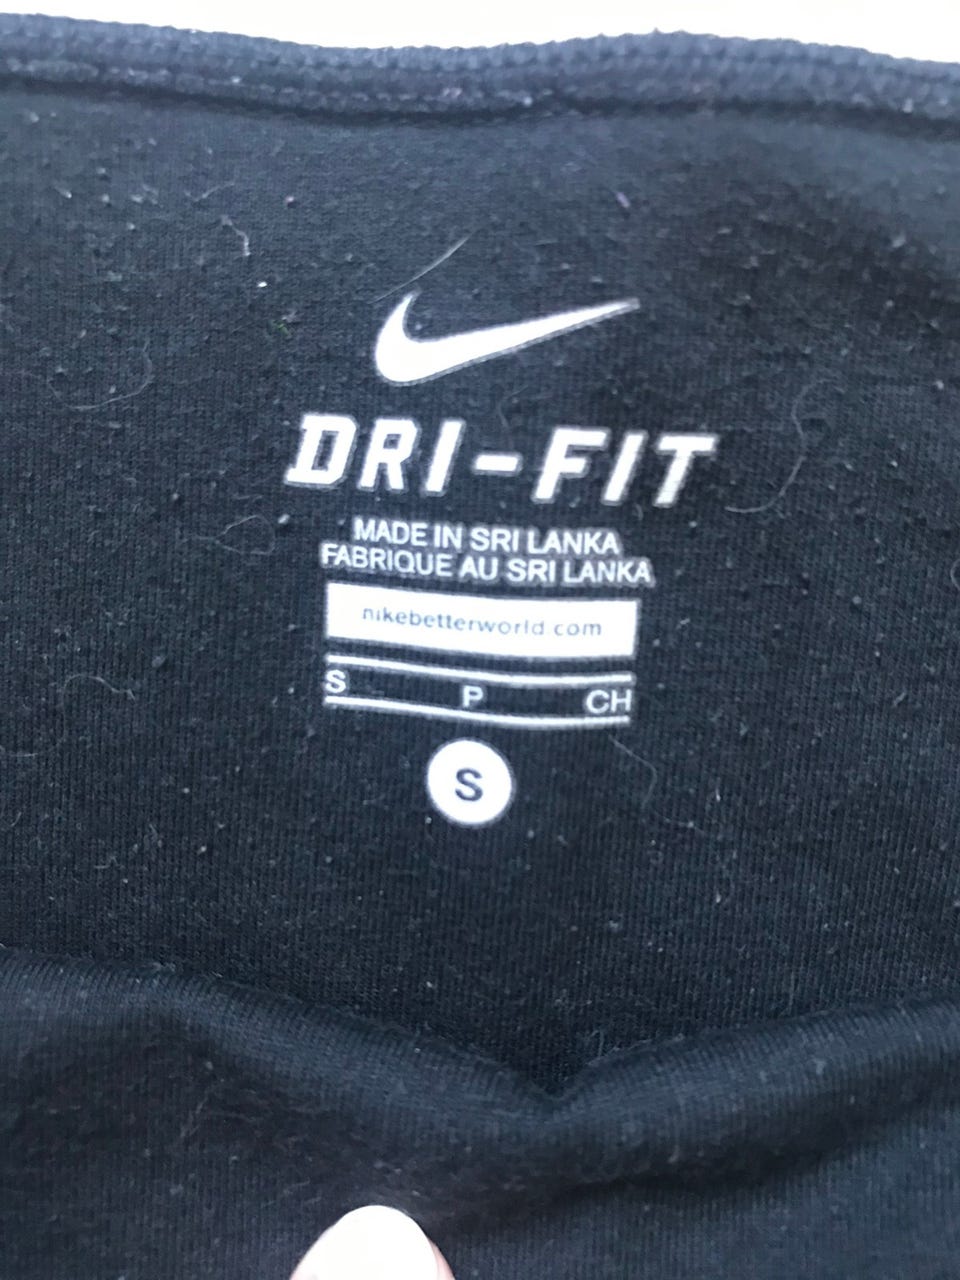 DRI-FIT
MADE IN SRI LANKA
FABRIQUE AU SRI LANKA
nikebetterworld.com
S P CH
S